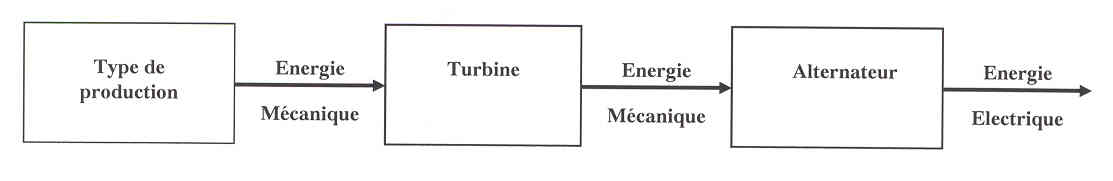 Type de
production
Energie
Mécanique
Turbine
Energie
Mécanique
Alternateur
Energie
Electrique